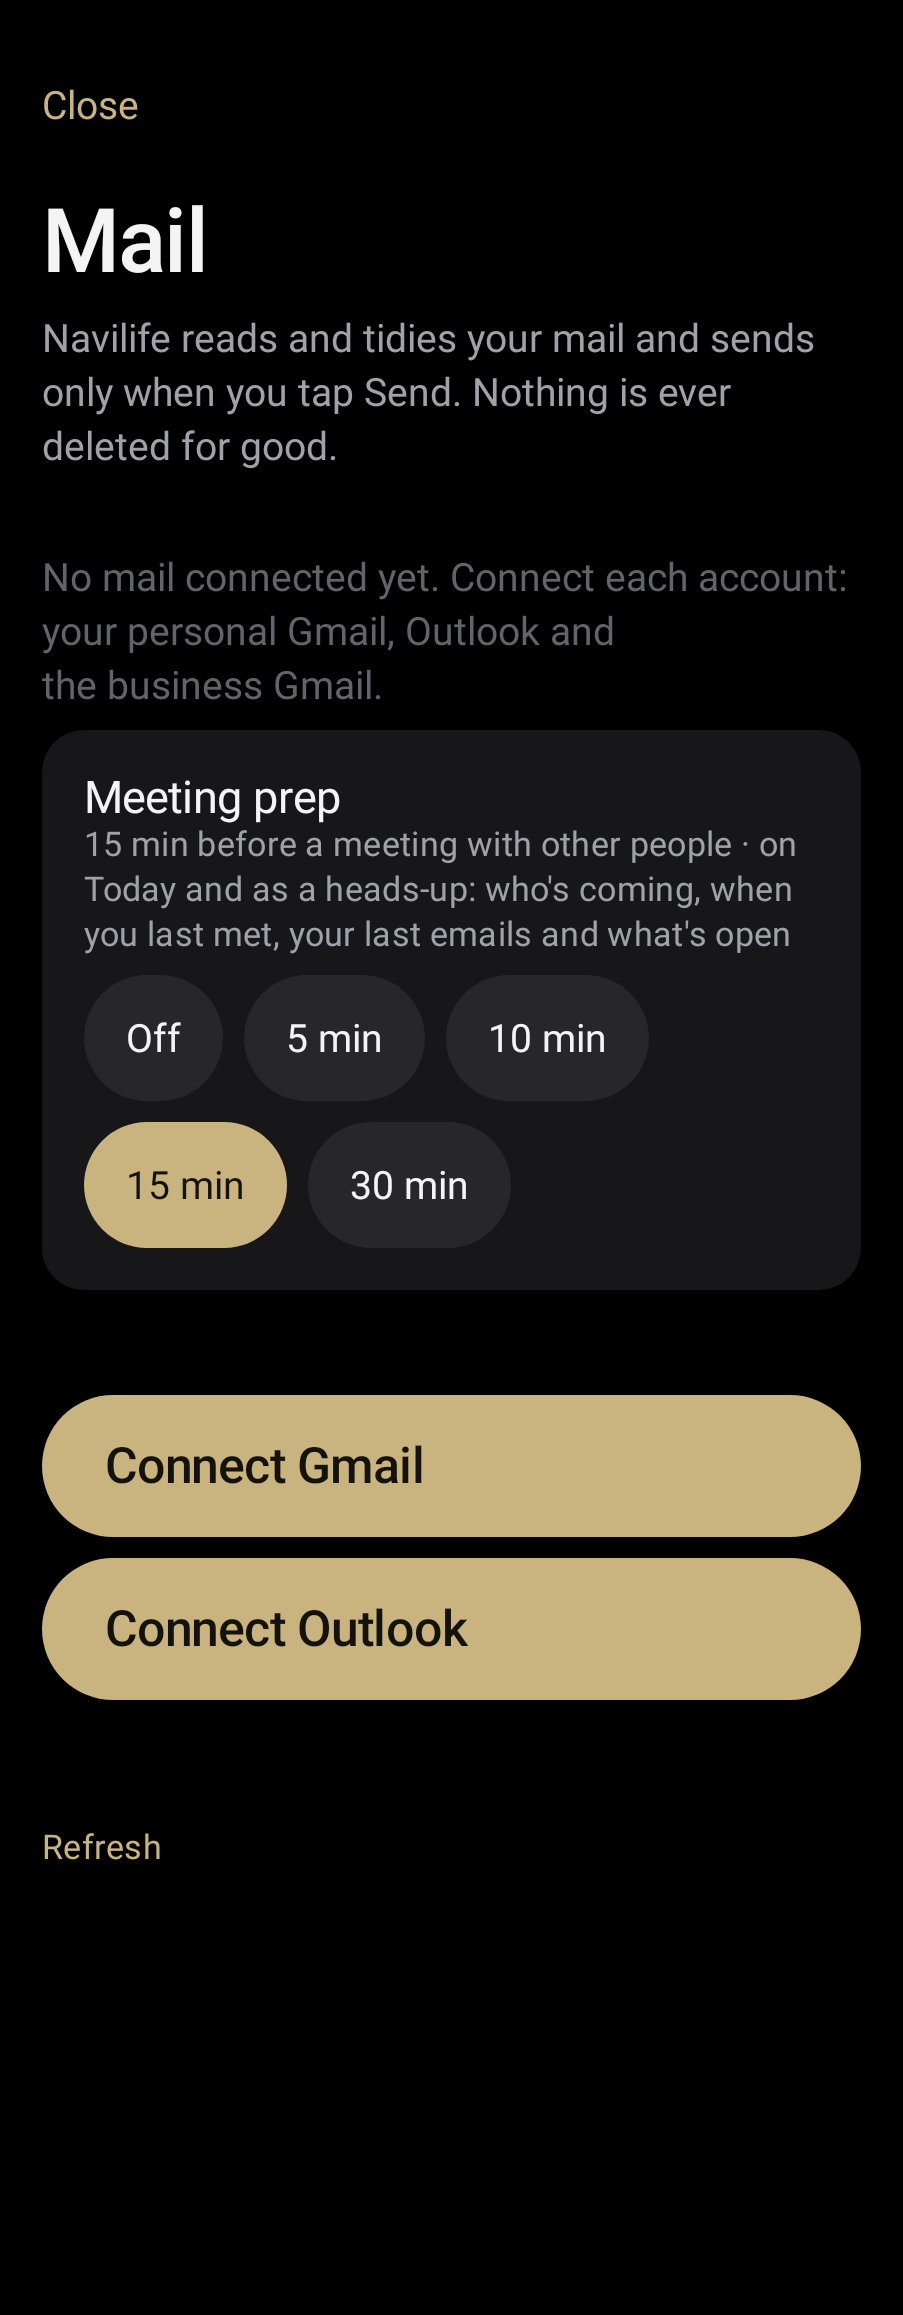 Close
Mail
Navilife reads and tidies your mail and sends
only when you tap Send. Nothing is ever
deleted for good.
No mail connected yet. Connect each account:
your personal Gmail, Outlook and
the business Gmail.
Meeting prep
15 min before a meeting with other people · on
Today and as a heads-up: who's coming, when
you last met, your last emails and what's open
Off
5 min
10 min
15 min
30 min
Connect Gmail
Connect Outlook
Refresh